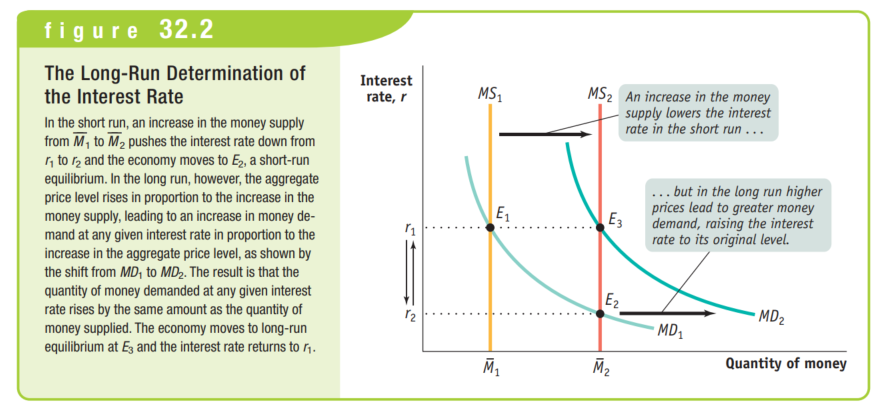 figure 32.2
The Long-Run Determination of
the Interest Rate
In the short run, an increase in the money supply
from M̅₁ to M̅₂ pushes the interest rate down from
r₁ to r₂ and the economy moves to E₂, a short-run
equilibrium. In the long run, however, the aggregate
price level rises in proportion to the increase in the
money supply, leading to an increase in money de-
mand at any given interest rate in proportion to the
increase in the aggregate price level, as shown by
the shift from MD₁ to MD₂. The result is that the
quantity of money demanded at any given interest
rate rises by the same amount as the quantity of
money supplied. The economy moves to long-run
equilibrium at E₃ and the interest rate returns to r₁.
Interest
rate, r
MS₁
MS₂
An increase in the money
supply lowers the interest
rate in the short run . . .
. . . but in the long run higher
prices lead to greater money
demand, raising the interest
rate to its original level.
r₁
E₁
E₃
r₂
E₂
MD₁
MD₂
M̅₁
M̅₂
Quantity of money